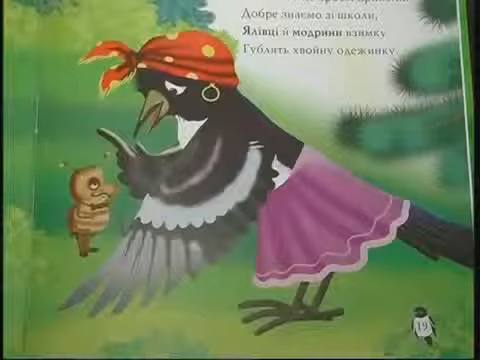 Добре знаємо зі школи,
Ялівці й модрини взимку
Гублять хвойну одежинку.
19